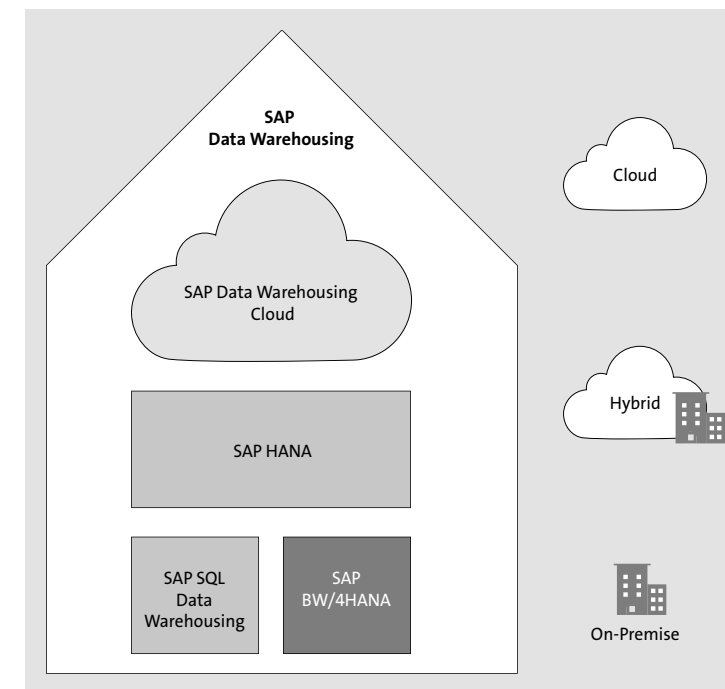 SAP
Data Warehousing
Cloud
SAP Data Warehousing
Cloud
Hybrid
SAP HANA
SAP SQL
Data
Warehousing
SAP
BW/4HANA
On-Premise